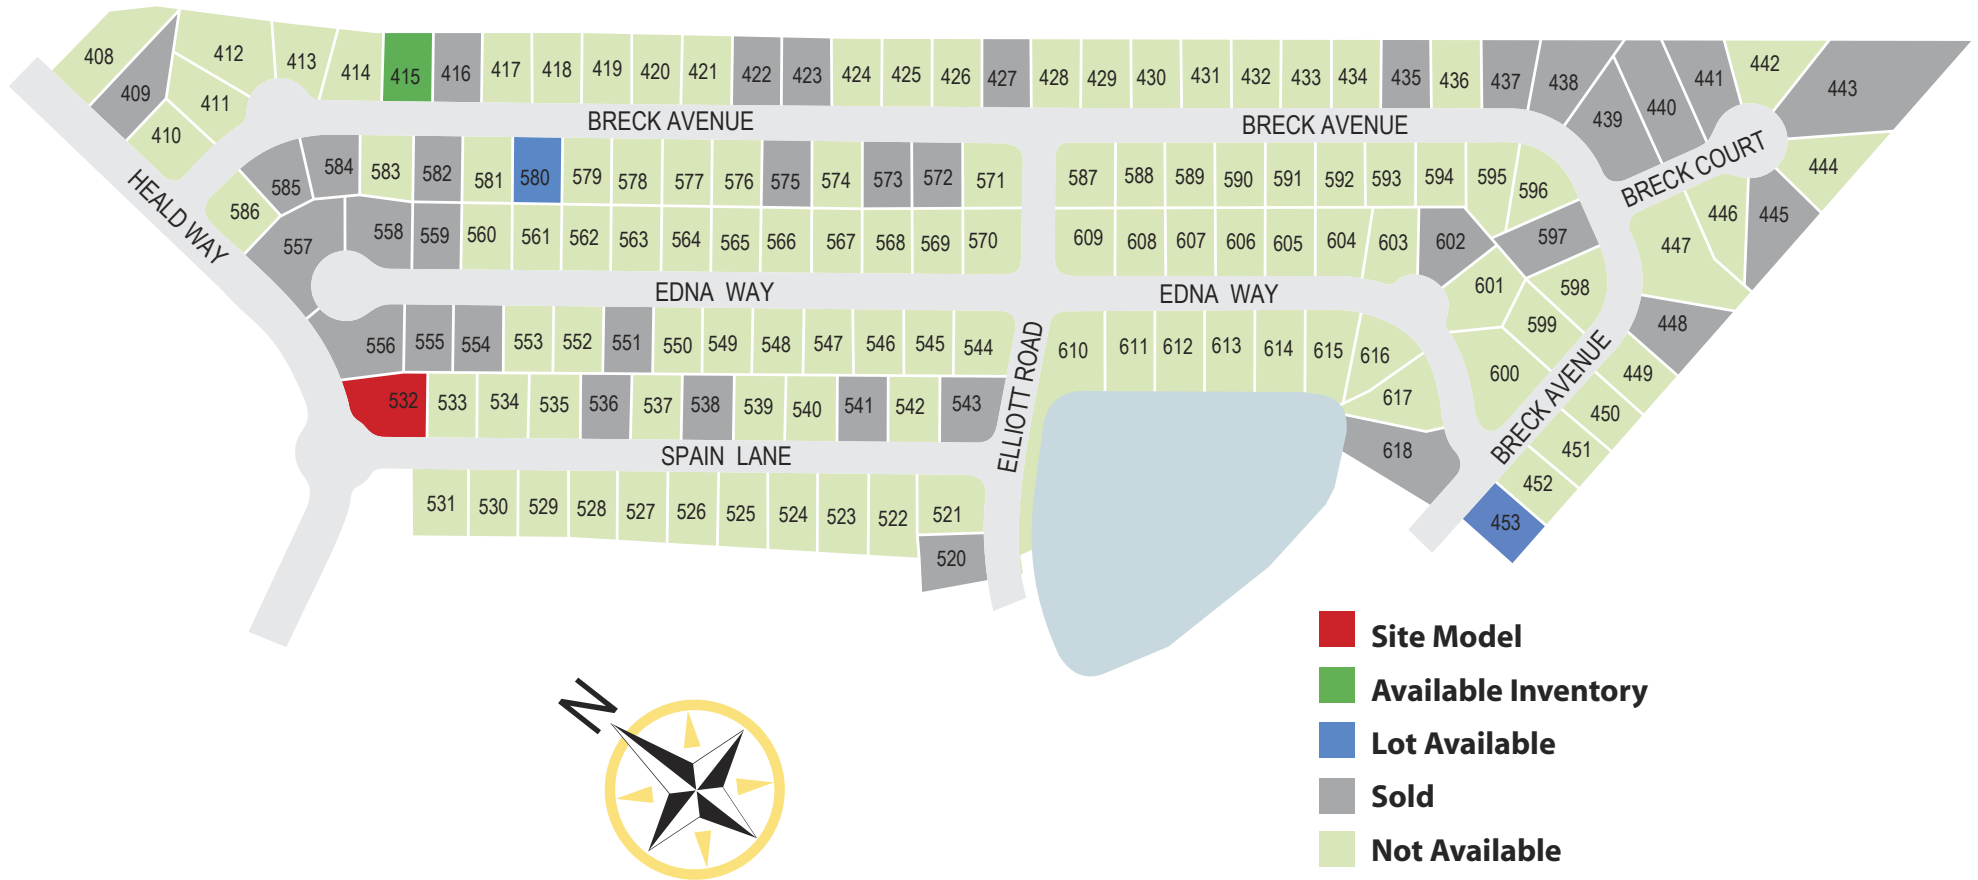 408 409 410 411 412 413 414 415 416 417 418 419 420 421 422 423 424 425 426 427 428 429 430 431 432 433 434 435 436 437 438 439 440 441 442 443
BRECK AVENUE BRECK AVENUE
BRECK COURT
444 445 446 447 448 449 450 451 452 453
586 585 584 583 582 581 580 579 578 577 576 575 574 573 572 571
587 588 589 590 591 592 593 594 595 596
HEALD WAY
557 558 559 560 561 562 563 564 565 566 567 568 569 570
609 608 607 606 605 604 603 602 597
601 598 599 600
EDNA WAY EDNA WAY
BRECK AVENUE
556 555 554 553 552 551 550 549 548 547 546 545 544
ELLIOTT ROAD
610 611 612 613 614 615 616 617 618
532 533 534 535 536 537 538 539 540 541 542 543
SPAIN LANE
531 530 529 528 527 526 525 524 523 522 521
520
Site Model
Available Inventory
Lot Available
Sold
Not Available
N